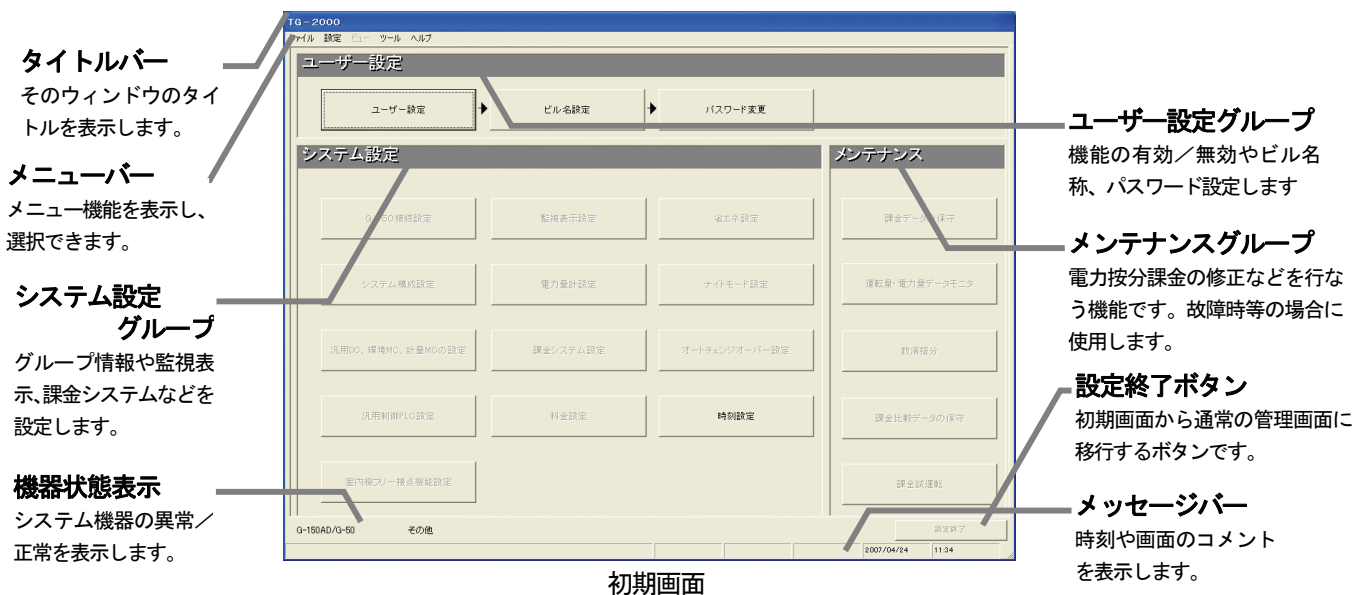 タイトルバー
そのウィンドウのタイ
トルを表示します。
メニューバー
メニュー機能を表示し、
選択できます。
システム設定
グループ
グループ情報や監視表
示、課金システムなどを
設定します。
機器状態表示
システム機器の異常／
正常を表示します。
TG-2000
ァイル 設定 ビュー ツール ヘルプ
ユーザー設定
ユーザー設定 ビル名設定 パスワード変更
システム設定 メンテナンス
G-50接続設定 監視表示設定 省エネ設定 課金データの保守
システム構成設定 電力量計設定 ナイトモード設定 運転量・電力量データモニタ
汎用DC、環境MC、計量MCの設定 課金システム設定 オートチェンジオーバー設定 救済按分
汎用制御PLC設定 料金設定 時刻設定 課金比較データの保守
室内機フリー接点機能設定 課金試運転
G-150AD/G-50 その他 設定終了
2007/04/24 11:34
ユーザー設定グループ
機能の有効／無効やビル名
称、パスワード設定します
メンテナンスグループ
電力按分課金の修正などを行な
う機能です。故障時等の場合に
使用します。
設定終了ボタン
初期画面から通常の管理画面に
移行するボタンです。
メッセージバー
時刻や画面のコメント
を表示します。
初期画面